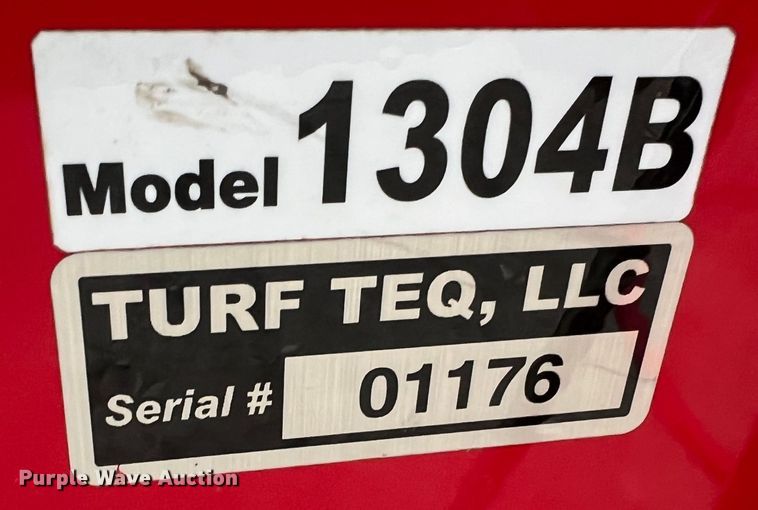 Model 1304B
TURF TEQ, LLC
Serial # 01176
Purple Wave Auction